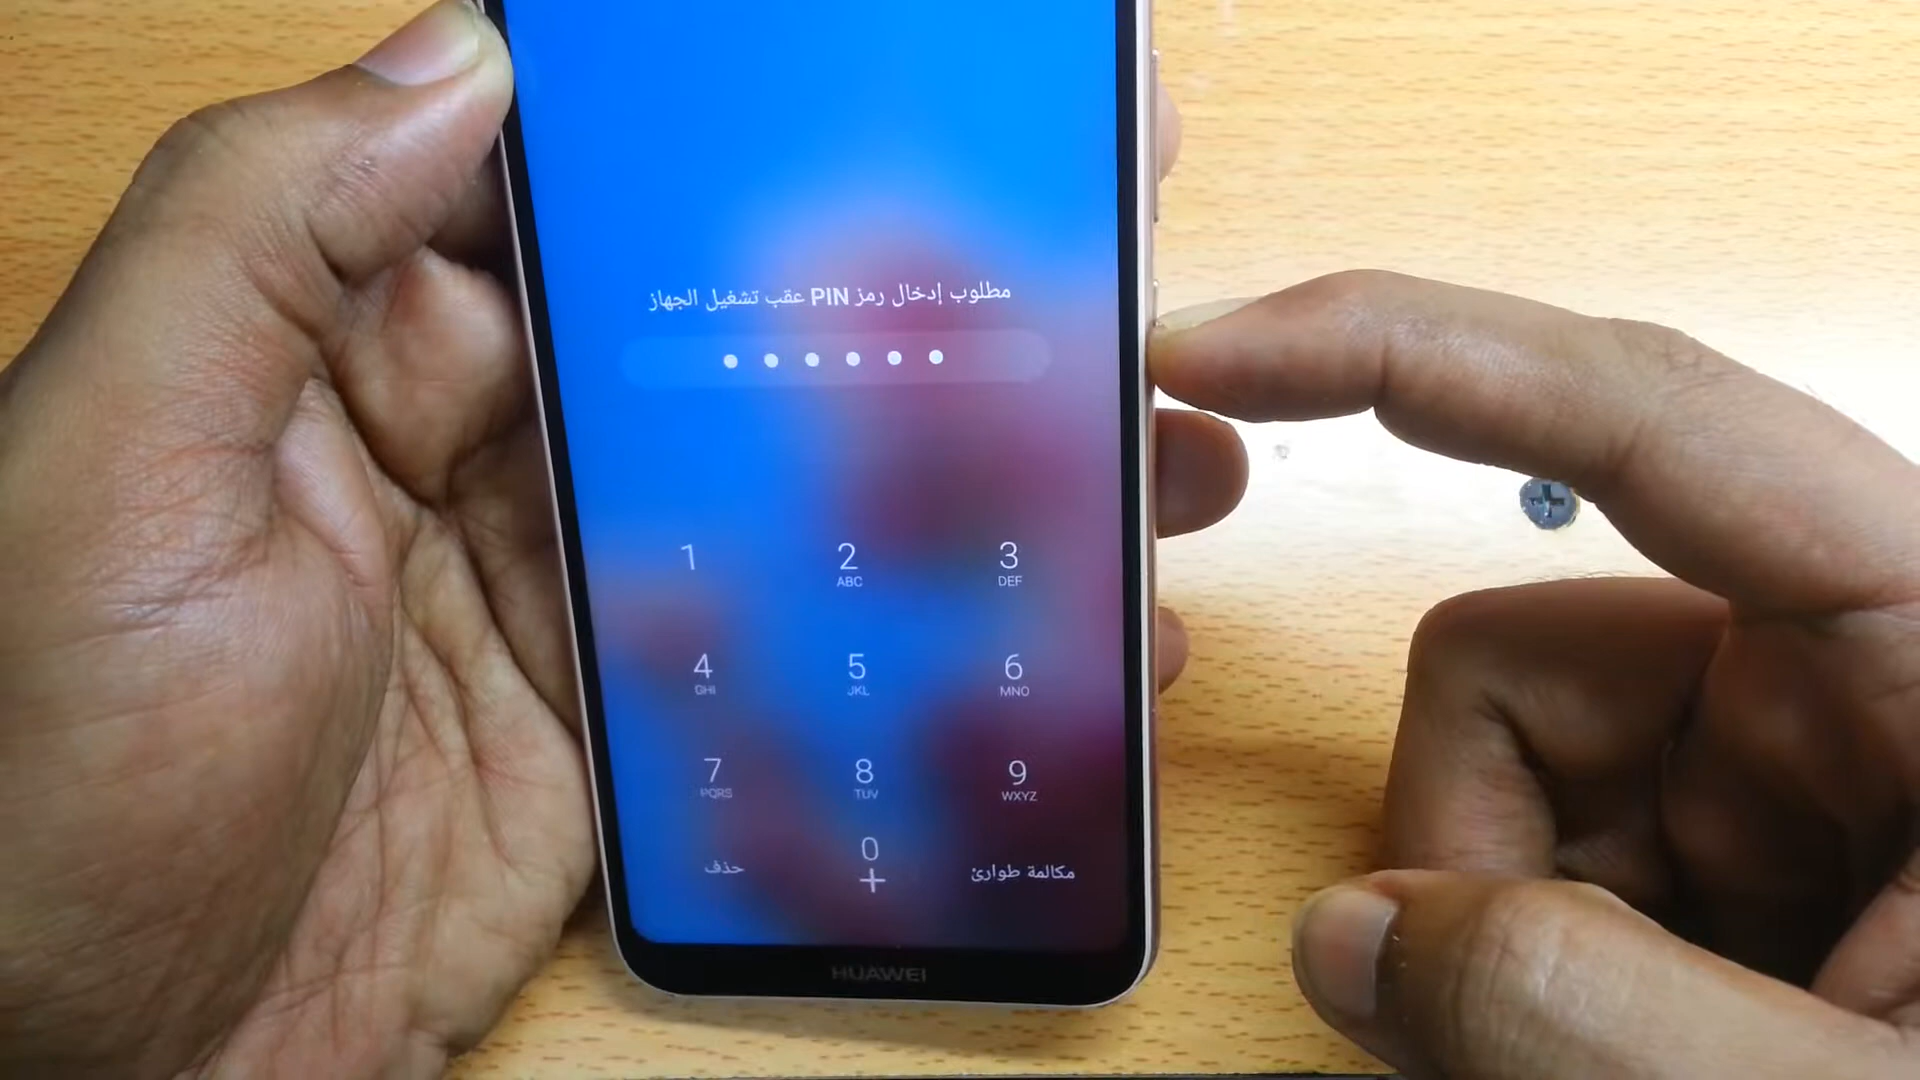 مطلوب إدخال رمز PIN عقب تشغيل الجهاز
1
2
ABC
3
DEF
4
GHI
5
JKL
6
MNO
7
PQRS
8
TUV
9
WXYZ
حذف
0
+
مكالمة طوارئ
HUAWEI